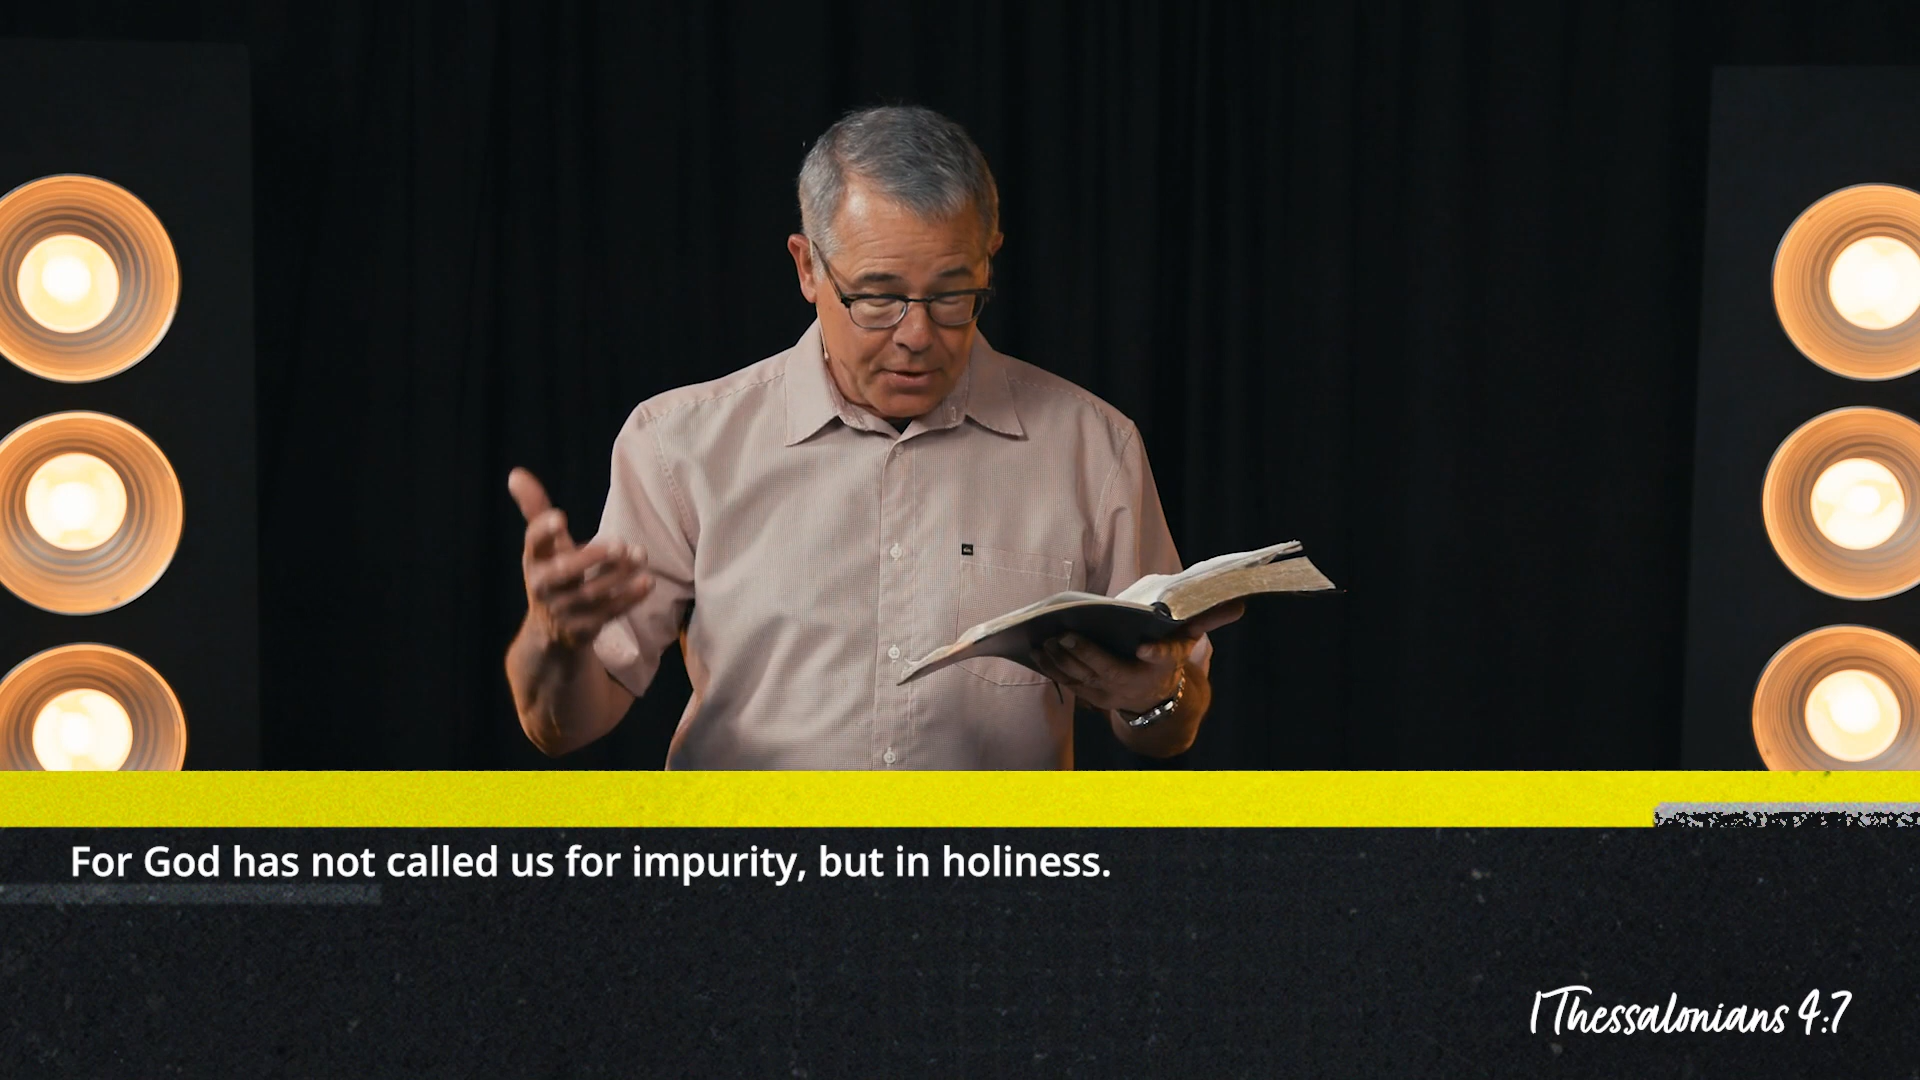 For God has not called us for impurity, but in holiness.
1 Thessalonians 4:7